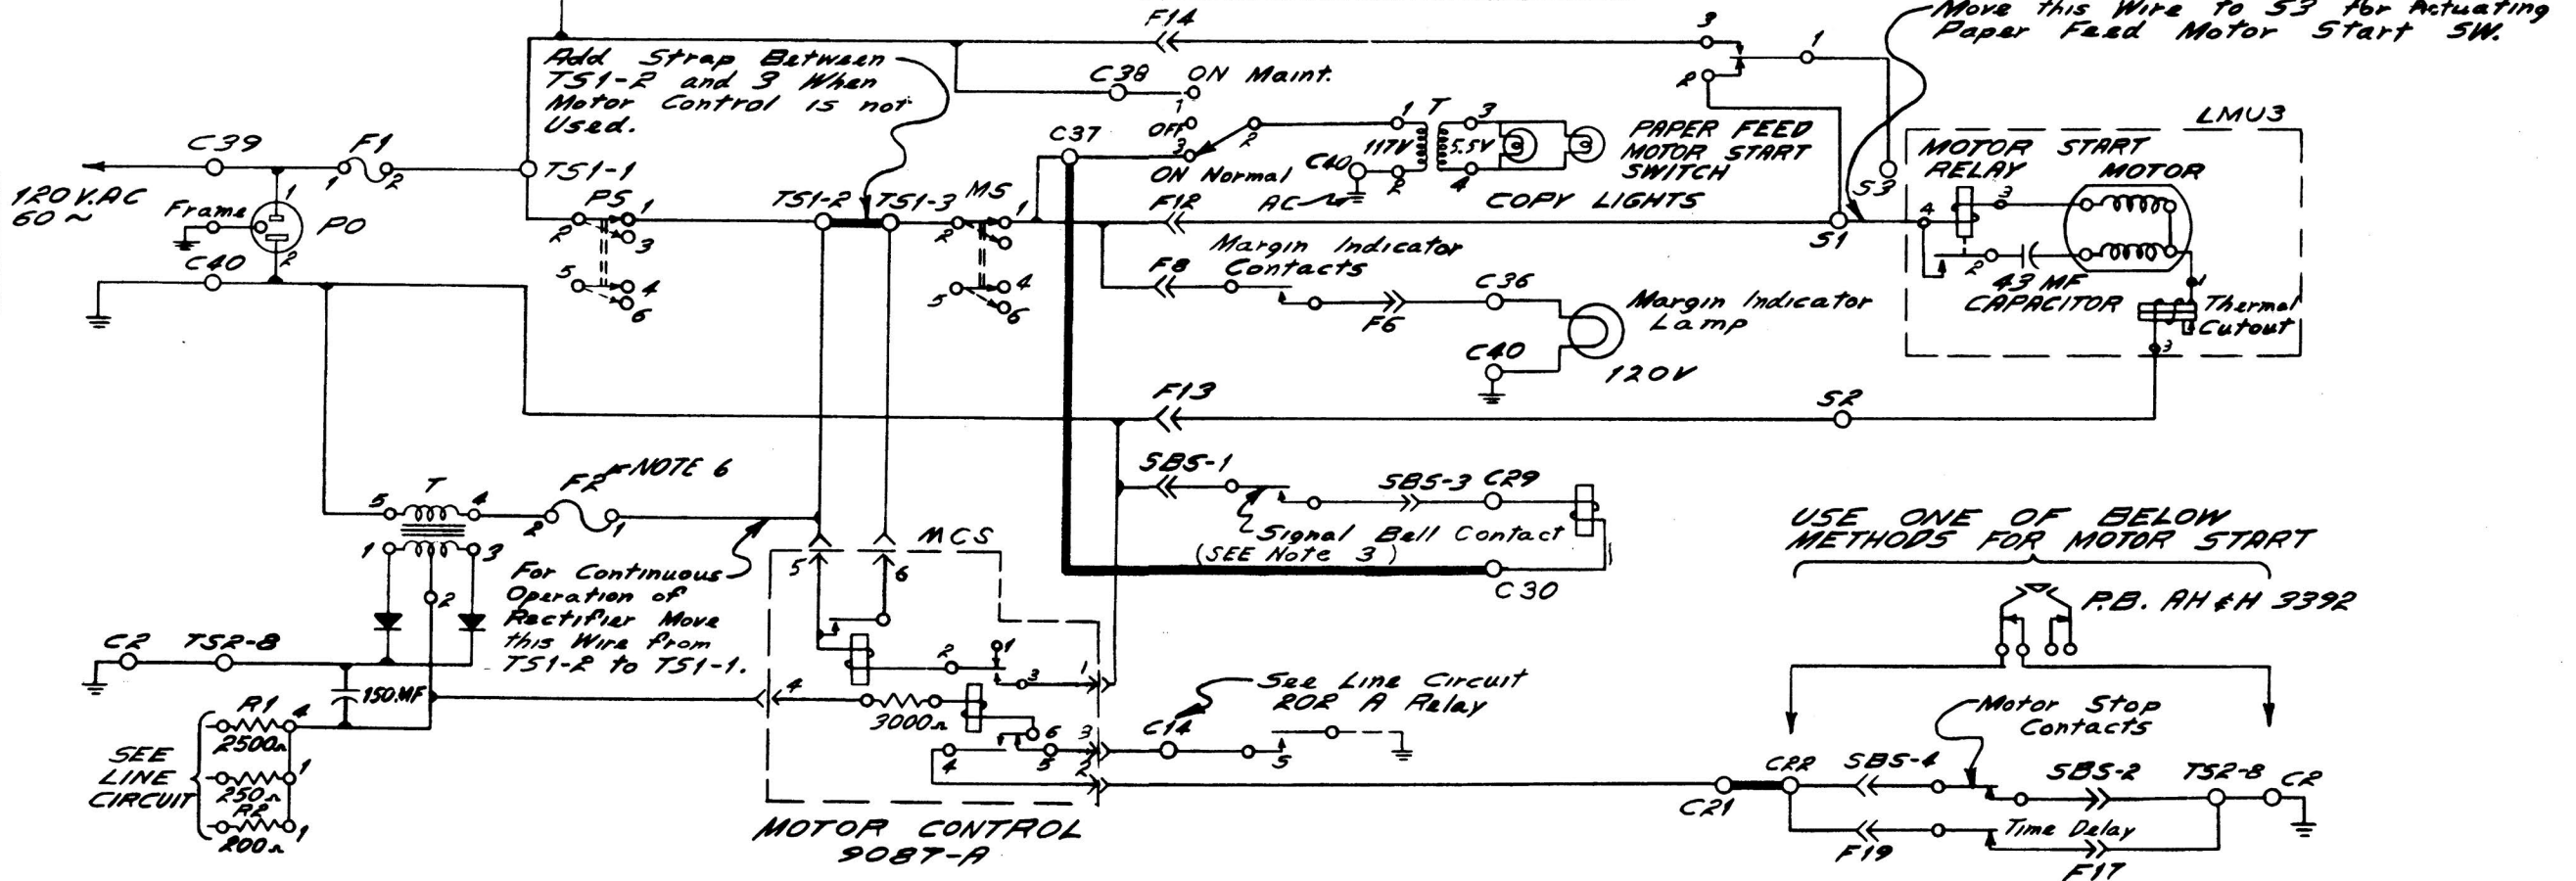 F14
3
Move this Wire to S3 for Actuating
Paper Feed Motor Start SW.
1
Add Strap Between
TS1-2 and 3 When
Motor Control is not
Used.
C38
ON Maint.
1
2
OFF
C39
F1
1
2
TS1-1
C37
3
ON Normal
2
1
T
3
117V
5.5V
C40
2
4
AC
PAPER FEED
MOTOR START
SWITCH
COPY LIGHTS
S3
LMU3
MOTOR START
RELAY
MOTOR
120V.AC
60 ~
Frame
1
PO
2
C40
PS
2
1
3
5
4
6
TS1-2
TS1-3
MS
2
1
5
4
6
F12
S1
4
3
2
43 MF
CAPACITOR
1
Thermal
Cutout
3
Margin Indicator
Contacts
F8
F6
C36
Margin Indicator
Lamp
C40
120V
F13
S2
T
5
4
F2
NOTE 6
2
1
1
3
2
SBS-1
SBS-3
C29
Signal Bell Contact
(SEE Note 3)
C30
MCS
5
6
For Continuous
Operation of
Rectifier Move
this Wire from
TS1-2 to TS1-1.
USE ONE OF BELOW
METHODS FOR MOTOR START
P.B. AH & H 3392
C2
TS2-8
150.MF
2
1
3
1
4
3000Ω
6
4
5
3
2
See Line Circuit
202 A Relay
C14
5
SEE
LINE
CIRCUIT
R1
4
2500Ω
1
250Ω
R2
1
200Ω
MOTOR CONTROL
9087-A
Motor Stop
Contacts
C21
C22
SBS-4
SBS-2
TS2-8
C2
Time Delay
F19
F17